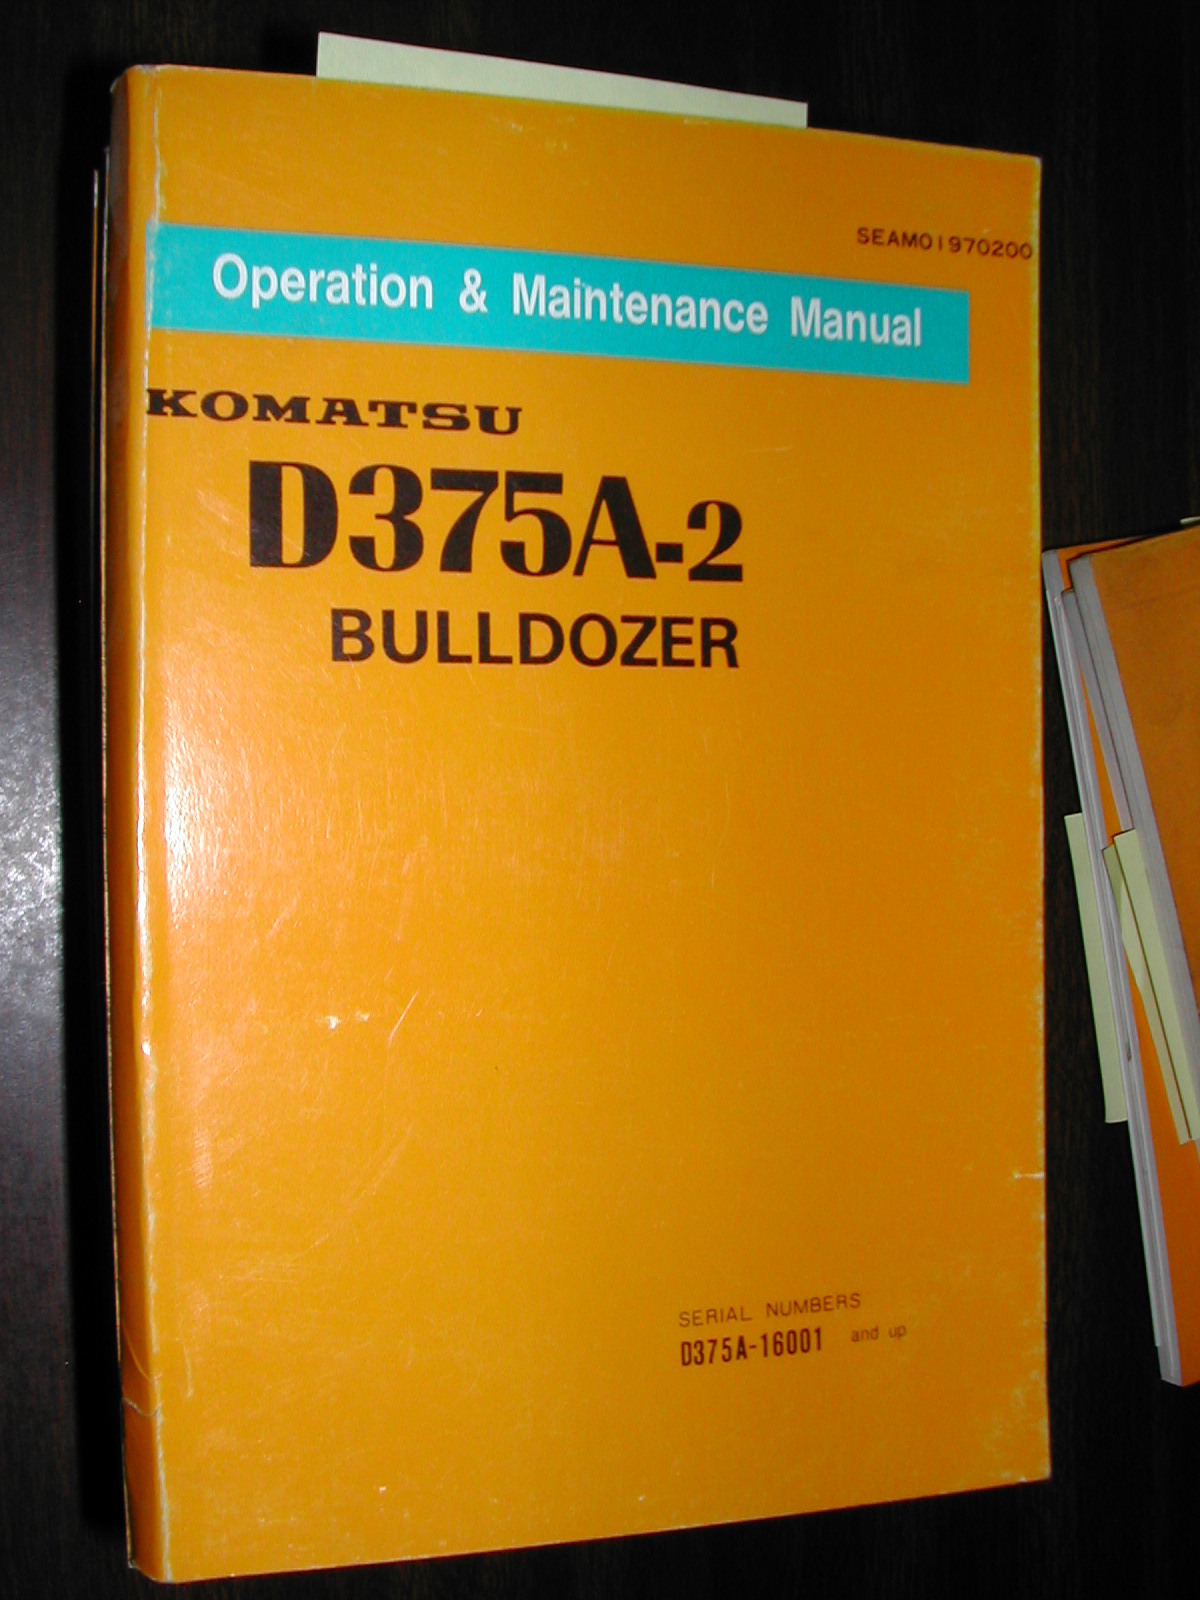 SEAM01970200
Operation & Maintenance Manual
KOMATSU
D375A-2
BULLDOZER
SERIAL NUMBERS
D375A-16001 and up